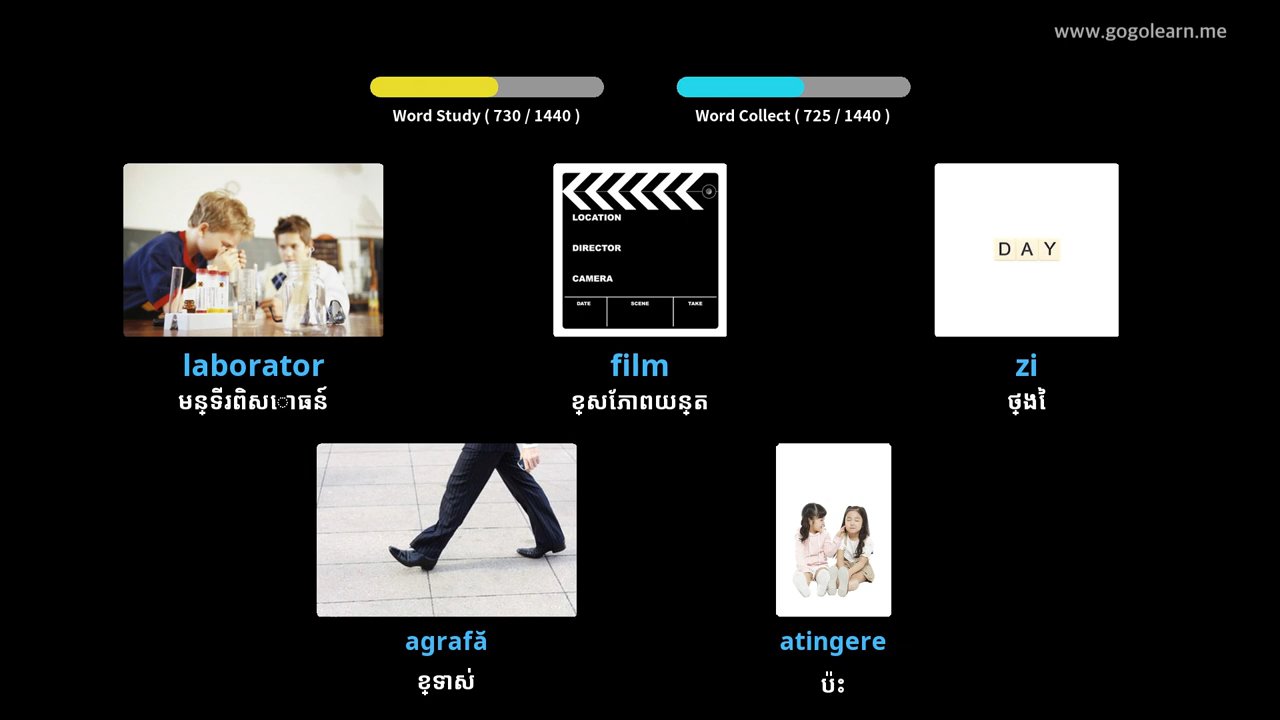 www.gogolearn.me
Word Study ( 730 / 1440 )
Word Collect ( 725 / 1440 )
LOCATION
DIRECTOR
CAMERA
DATE SCENE TAKE
DAY
laborator
film
zi
មន្ទីរពិសោធន៍
ខ្សែភាពយន្ត
ថ្ងៃ
agrafă
atingere
ខ្ទាស់
ប៉ះ